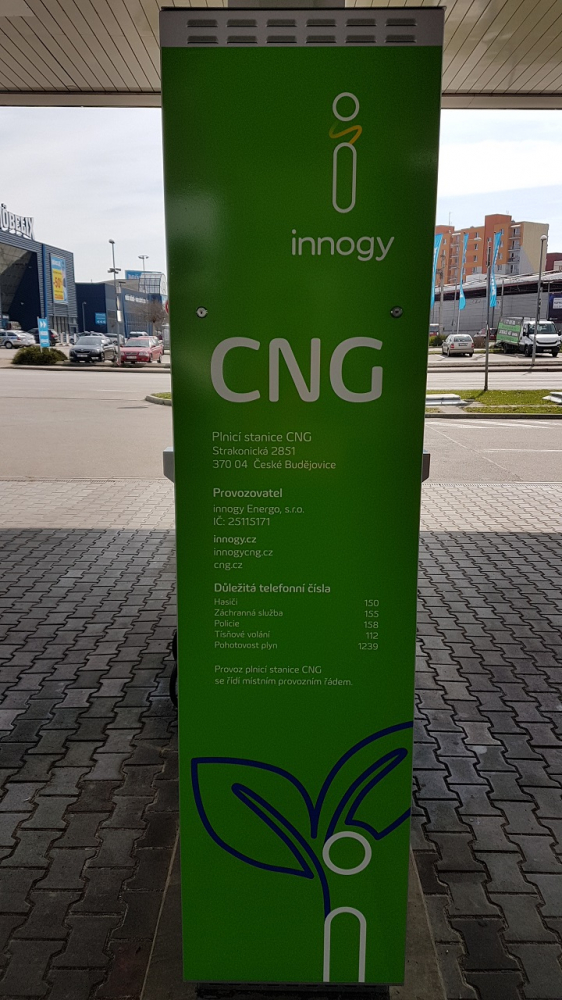 innogy
CNG
Plnicí stanice CNG
Strakonická 2851
370 04 České Budějovice
Provozovatel
innogy Energo, s.r.o.
IČ: 25115171
innogy.cz
innogycng.cz
cng.cz
Důležitá telefonní čísla
Hasiči 150
Záchranná služba 155
Policie 158
Tísňové volání 112
Pohotovost plyn 1239
Provoz plnicí stanice CNG
se řídí místním provozním řádem.